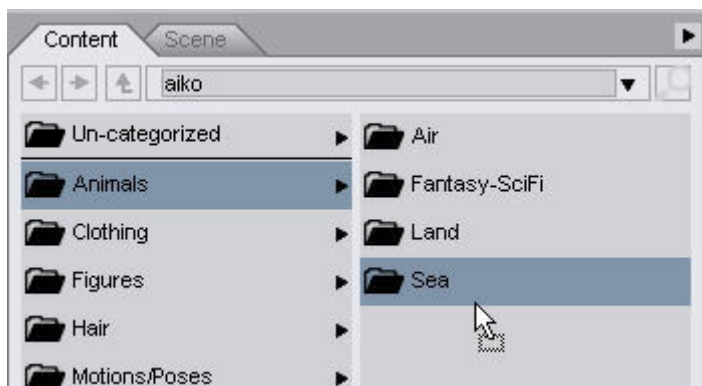 Content Scene
aiko
Un-categorized
Animals
Clothing
Figures
Hair
Motions/Poses
Air
Fantasy-SciFi
Land
Sea